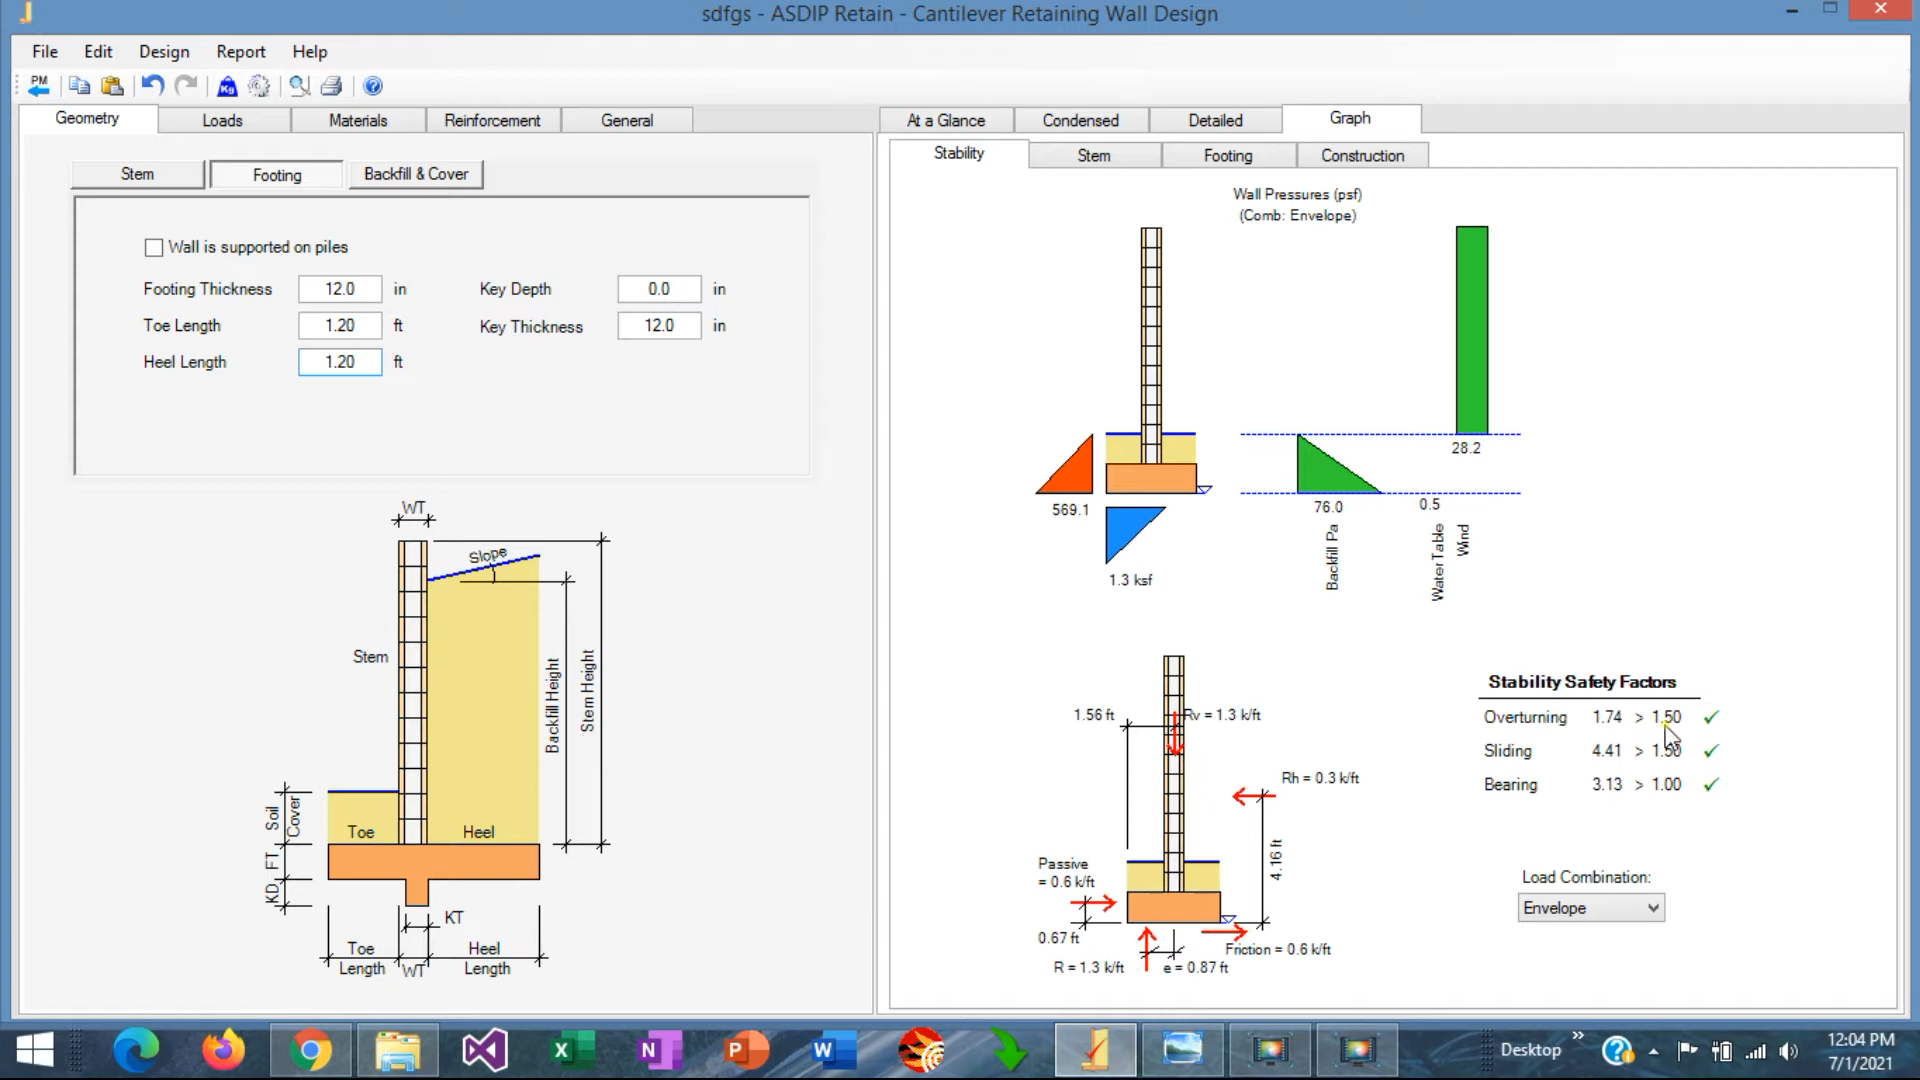 sdfgs - ASDIP Retain - Cantilever Retaining Wall Design
File Edit Design Report Help
PM
Kg
Geometry Loads Materials Reinforcement General
At a Glance Condensed Detailed Graph
Stem Footing Backfill & Cover
Stability Stem Footing Construction
Wall is supported on piles
Footing Thickness 12.0 in Key Depth 0.0 in
Toe Length 1.20 ft Key Thickness 12.0 in
Heel Length 1.20 ft
WT
Slope
Stem
Backfill Height
Stem Height
Soil
Cover
Toe Heel
FT
KD
KT
Toe
Length
WT
Heel
Length
Wall Pressures (psf)
(Comb: Envelope)
28.2
569.1
76.0
0.5
1.3 ksf
Backfill Pa
Water Table
Wind
1.56 ft
Rv = 1.3 k/ft
Rh = 0.3 k/ft
4.16 ft
Passive
= 0.6 k/ft
0.67 ft
Friction = 0.6 k/ft
R = 1.3 k/ft
e = 0.87 ft
Stability Safety Factors
Overturning 1.74 > 1.50 ✓
Sliding 4.41 > 1.50 ✓
Bearing 3.13 > 1.00 ✓
Load Combination:
Envelope
Desktop
12:04 PM
7/1/2021